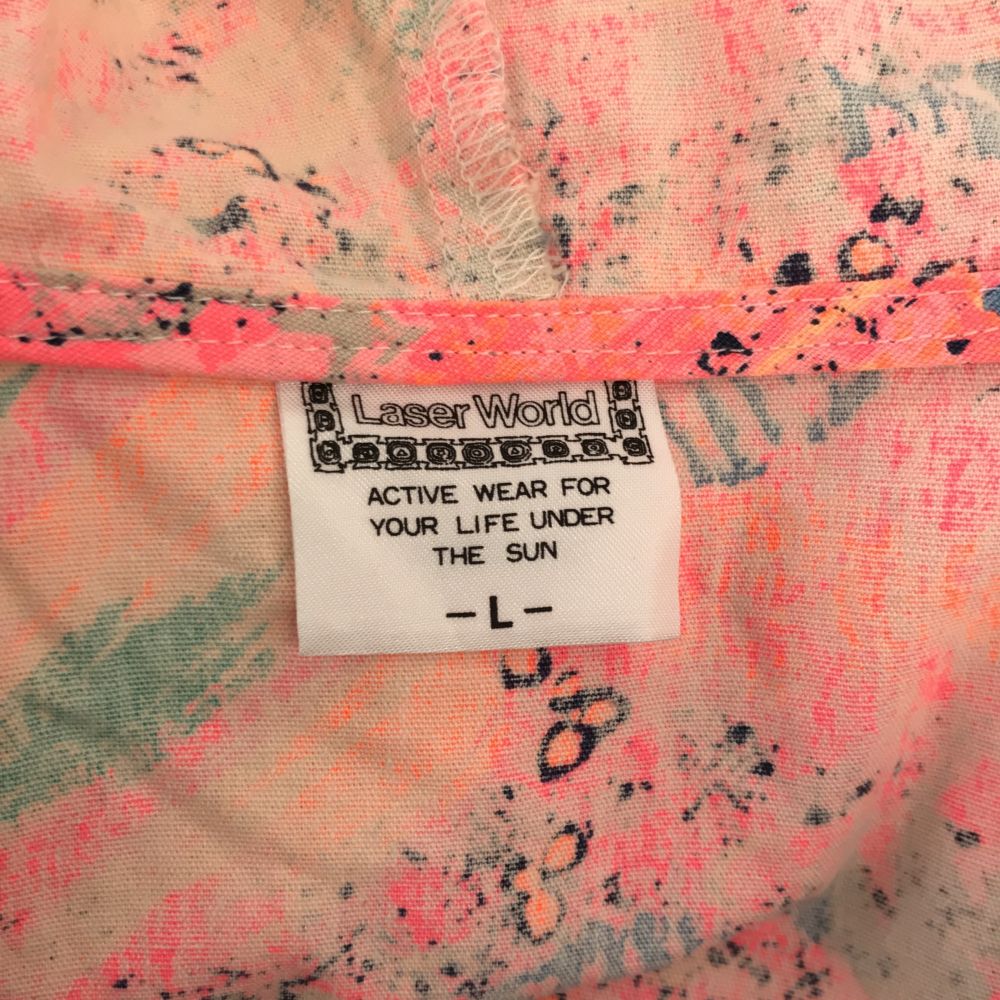 Laser World
ACTIVE WEAR FOR
YOUR LIFE UNDER
THE SUN
-L-